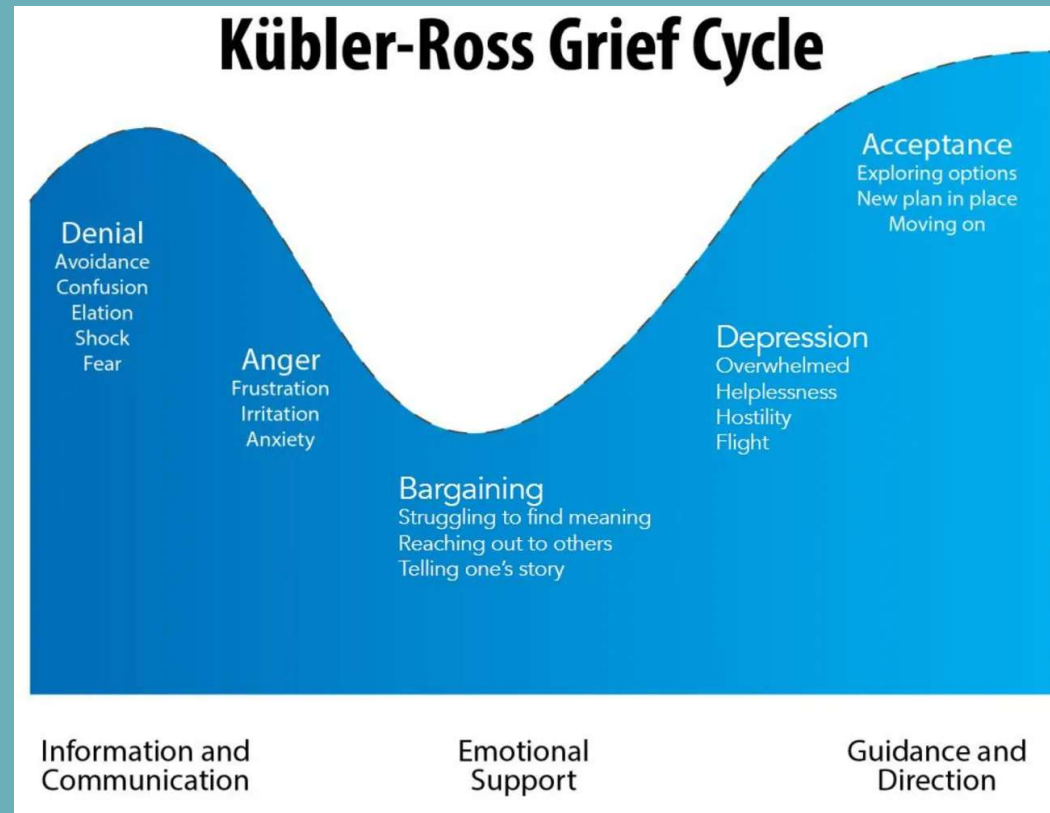 Kübler-Ross Grief Cycle
Denial
Avoidance
Confusion
Elation
Shock
Fear
Anger
Frustration
Irritation
Anxiety
Bargaining
Struggling to find meaning
Reaching out to others
Telling one's story
Depression
Overwhelmed
Helplessness
Hostility
Flight
Acceptance
Exploring options
New plan in place
Moving on
Information and
Communication
Emotional
Support
Guidance and
Direction